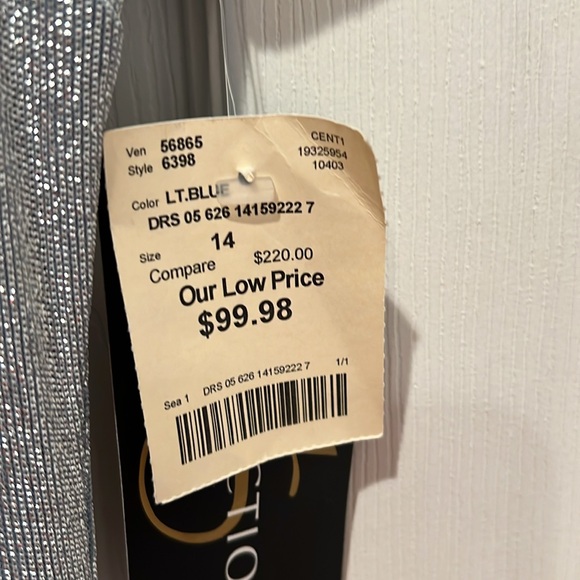 Ven 56865
Style 6398
CENT1
19325954
10403
Color LT.BLUE
DRS 05 626 14159222 7
Size 14
Compare $220.00
Our Low Price
$99.98
Sea 1 DRS 05 626 14159222 7 1/1
CTIO